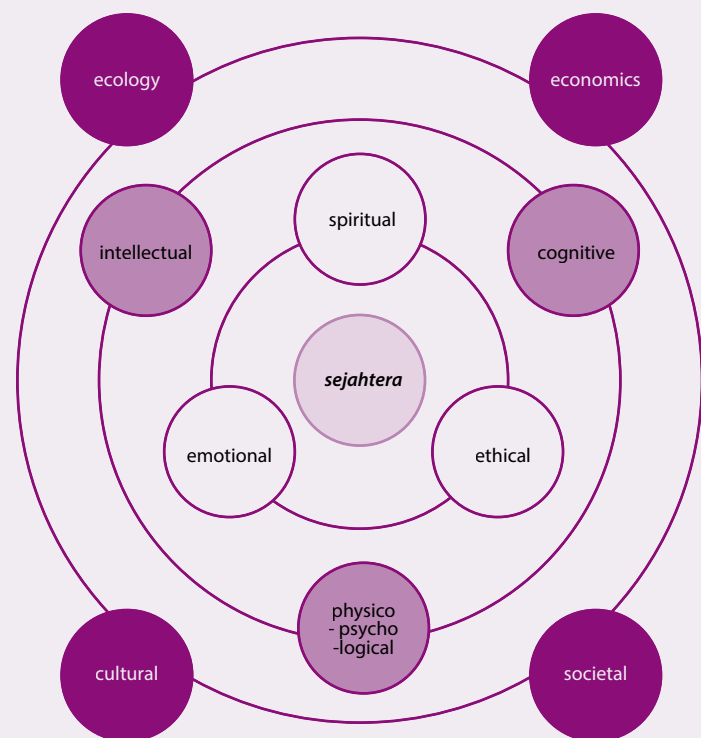 ecology
economics
spiritual
intellectual
cognitive
sejahtera
emotional
ethical
physico
- psycho
-logical
cultural
societal